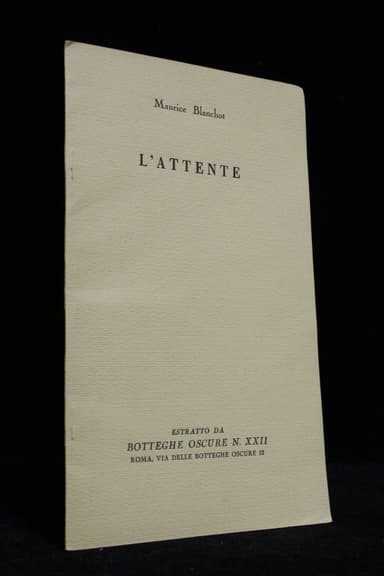 Maurice Blanchot
L'ATTENTE
ESTRATTO DA
BOTTEGHE OSCURE N. XXII
ROMA, VIA DELLE BOTTEGHE OSCURE 32